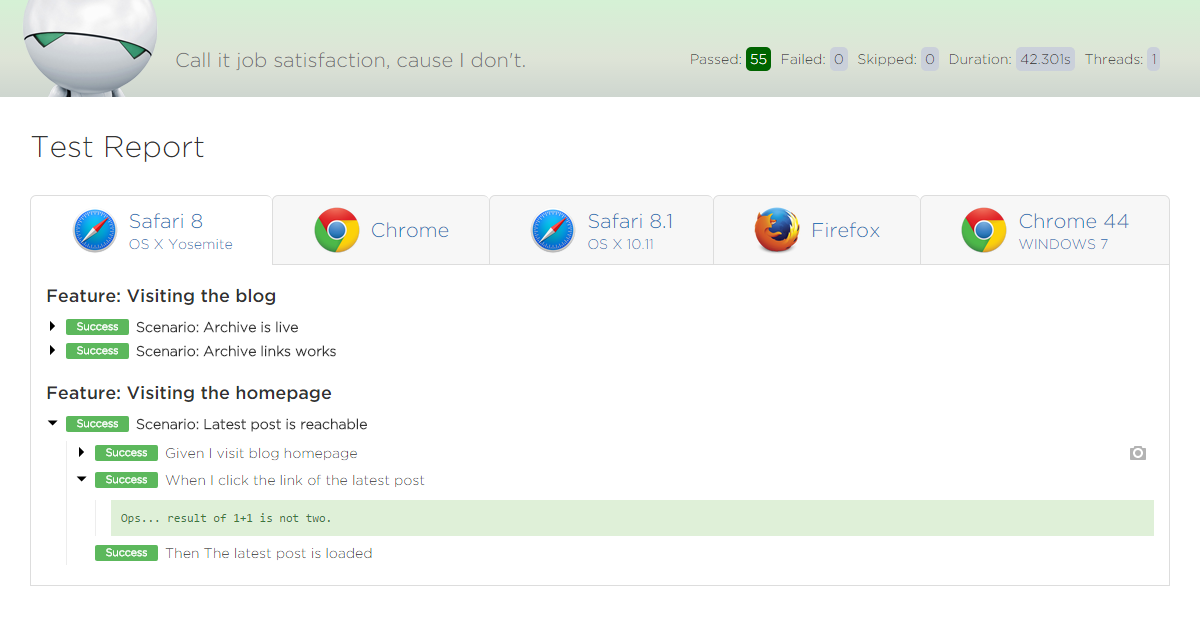 Call it job satisfaction, cause I don't.
Passed: 55 Failed: 0 Skipped: 0 Duration: 42.301s Threads: 1
Test Report
Safari 8
OS X Yosemite
Chrome
Safari 8.1
OS X 10.11
Firefox
Chrome 44
WINDOWS 7
Feature: Visiting the blog
Success Scenario: Archive is live
Success Scenario: Archive links works
Feature: Visiting the homepage
Success Scenario: Latest post is reachable
Success Given I visit blog homepage
Success When I click the link of the latest post
Ops... result of 1+1 is not two.
Success Then The latest post is loaded